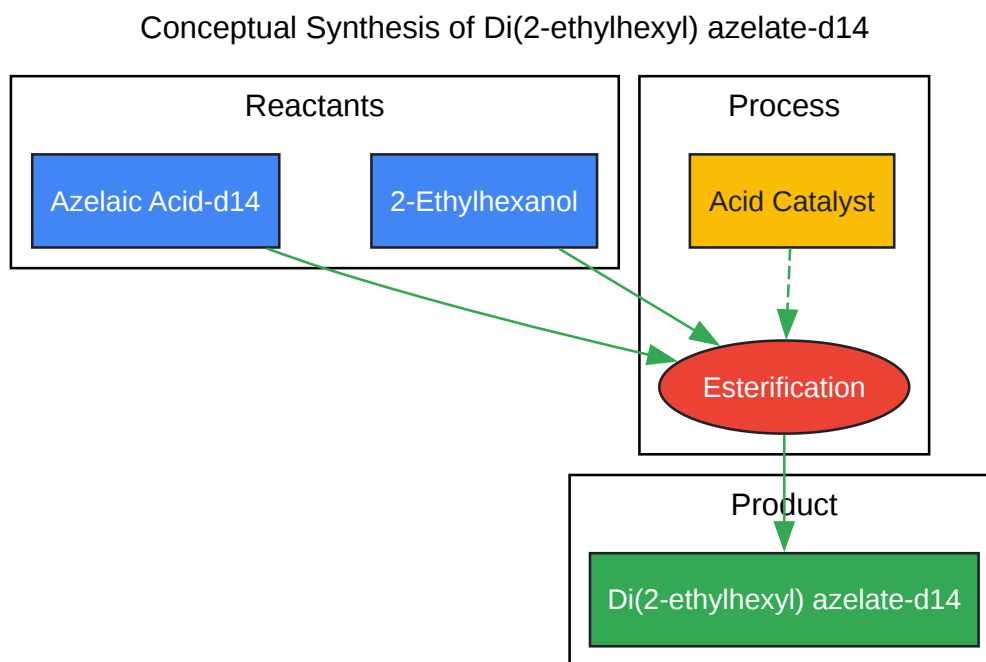 Conceptual Synthesis of Di(2-ethylhexyl) azelate-d14
Reactants
Process
Azelaic Acid-d14
2-Ethylhexanol
Acid Catalyst
Esterification
Product
Di(2-ethylhexyl) azelate-d14